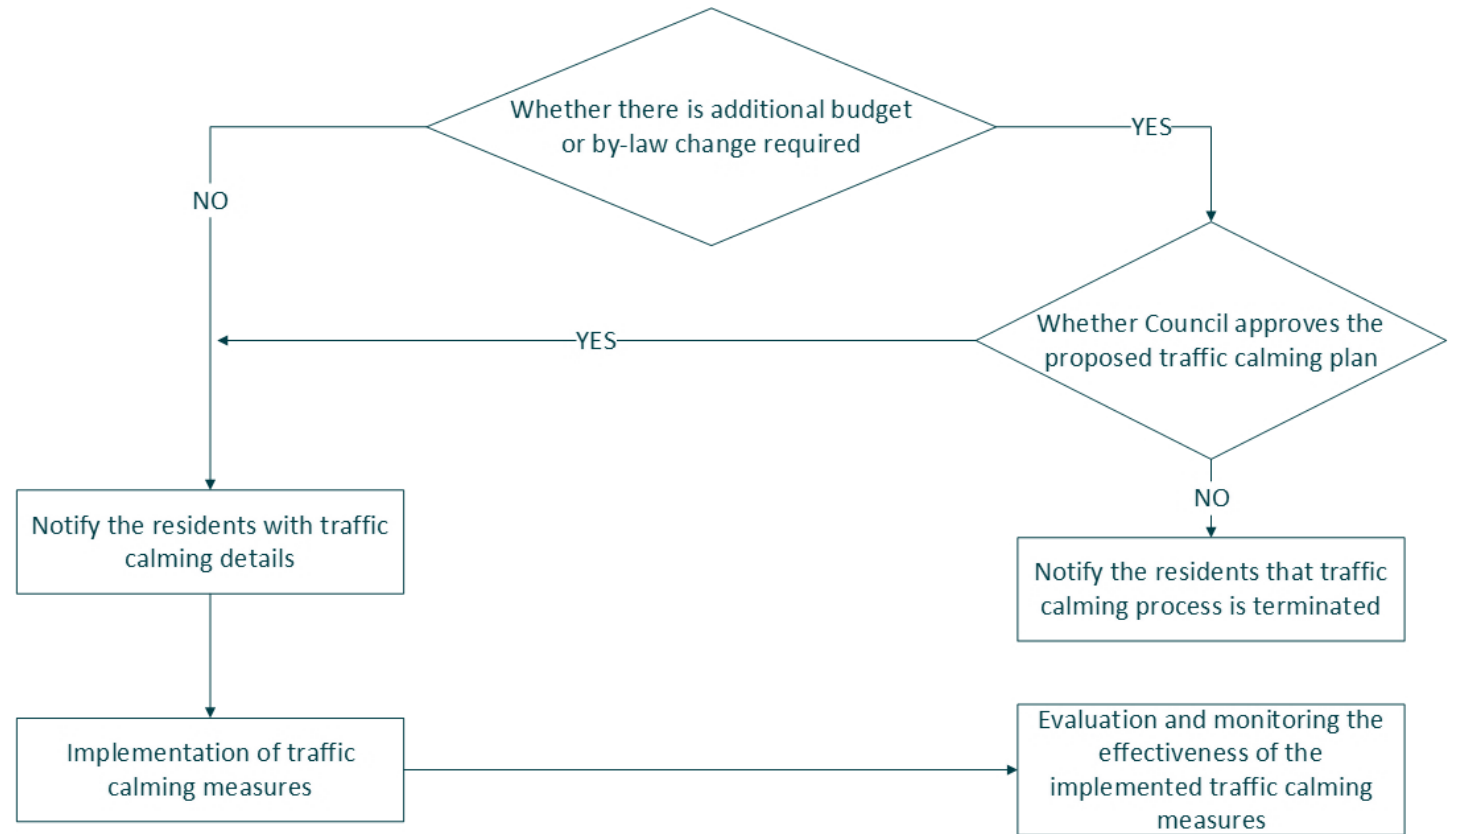 Whether there is additional budget
or by-law change required
YES
NO
Whether Council approves the
proposed traffic calming plan
YES
NO
Notify the residents with traffic
calming details
Notify the residents that traffic
calming process is terminated
Implementation of traffic
calming measures
Evaluation and monitoring the
effectiveness of the
implemented traffic calming
measures